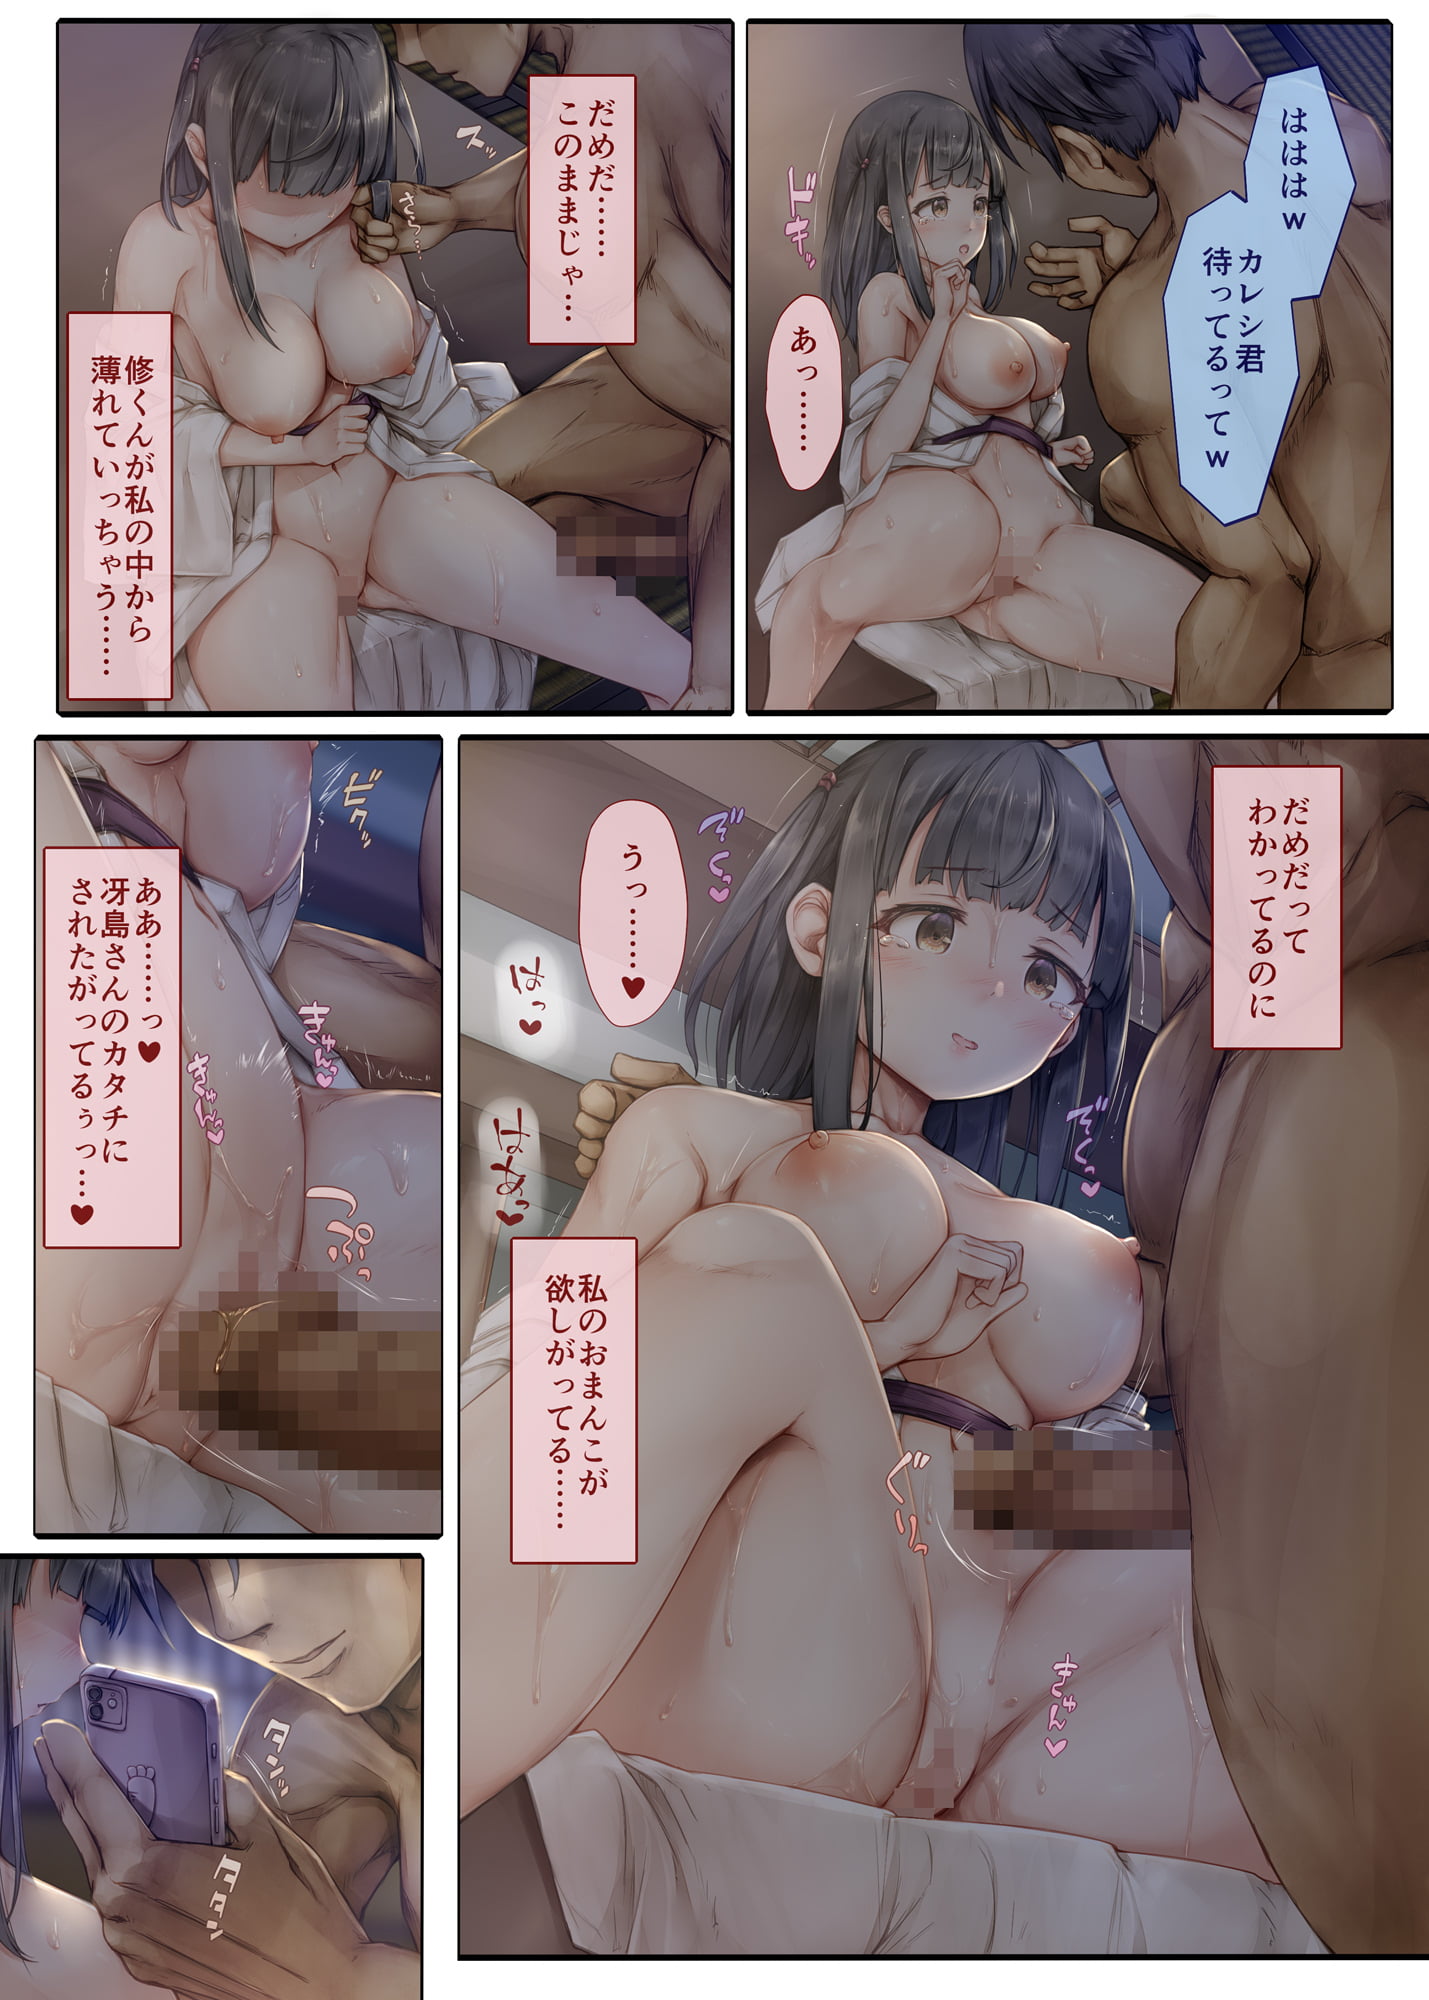 ははは w
カレシ君
待ってるって w
ドキッ
あっ……
だめだ……
このままじゃ…
スッ
さら…
修くんが私の中から
薄れていっちゃう……
だめだって
わかってるのに
うっ……♥
ぞくっ♥
はっ♥
はあっ♥
ぞくっ♥
私のおまんこが
欲しがってる……
ぐりっ
きゅん♥
ビクッ
ああ……っ♥
冴島さんのカタチに
されたがってるぅっ…♥
きゅんっ♥
きゅん♥
つぷっ
タンッ
タタン